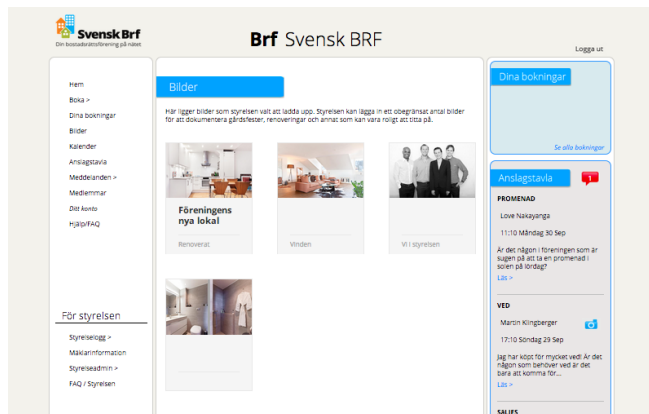 Svensk Brf
Din bostadsrättsförening på nätet
Brf Svensk BRF
Logga ut
Hem
Boka >
Dina bokningar
Bilder
Kalender
Anslagstavla
Meddelanden >
Medlemmar
Ditt konto
Hjälp/FAQ
För styrelsen
Styrelselogg >
Mäklarinformation
Styrelseadmin >
FAQ / Styrelsen
Bilder
Här ligger bilder som styrelsen valt att ladda upp. Styrelsen kan lägga in ett obegränsat antal bilder
för att dokumentera gårdsfester, renoveringar och annat som kan vara roligt att titta på.
Föreningens
nya lokal
Renoverat
Vinden
Vi i styrelsen
Dina bokningar
Se alla bokningar
Anslagstavla
1
PROMENAD
Love Nakayanga
11:10 Måndag 30 Sep
Är det någon i föreningen som är
sugen på att ta en promenad i
solen på lördag?
Läs >
VED
Martin Klingberger
17:10 Söndag 29 Sep
Jag har köpt för mycket ved! Är det
någon som behöver ved är det
bara att komma för...
Läs >